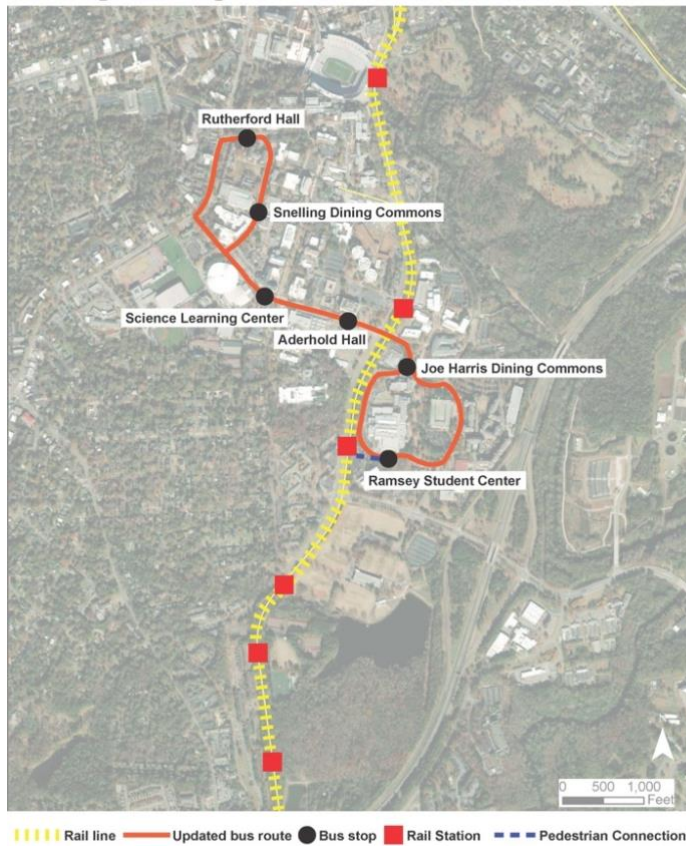 Rutherford Hall
Snelling Dining Commons
Science Learning Center
Aderhold Hall
Joe Harris Dining Commons
Ramsey Student Center
0 500 1,000
Feet
Rail line Updated bus route Bus stop Rail Station Pedestrian Connection